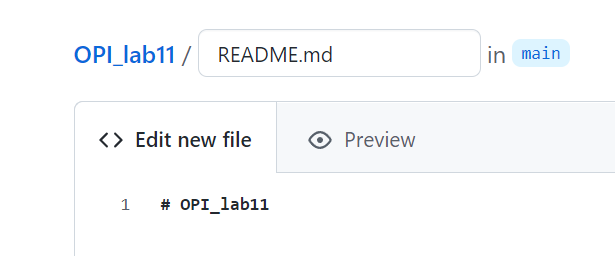 OPI_lab11 / README.md in main
<> Edit new file Preview
1 # OPI_lab11